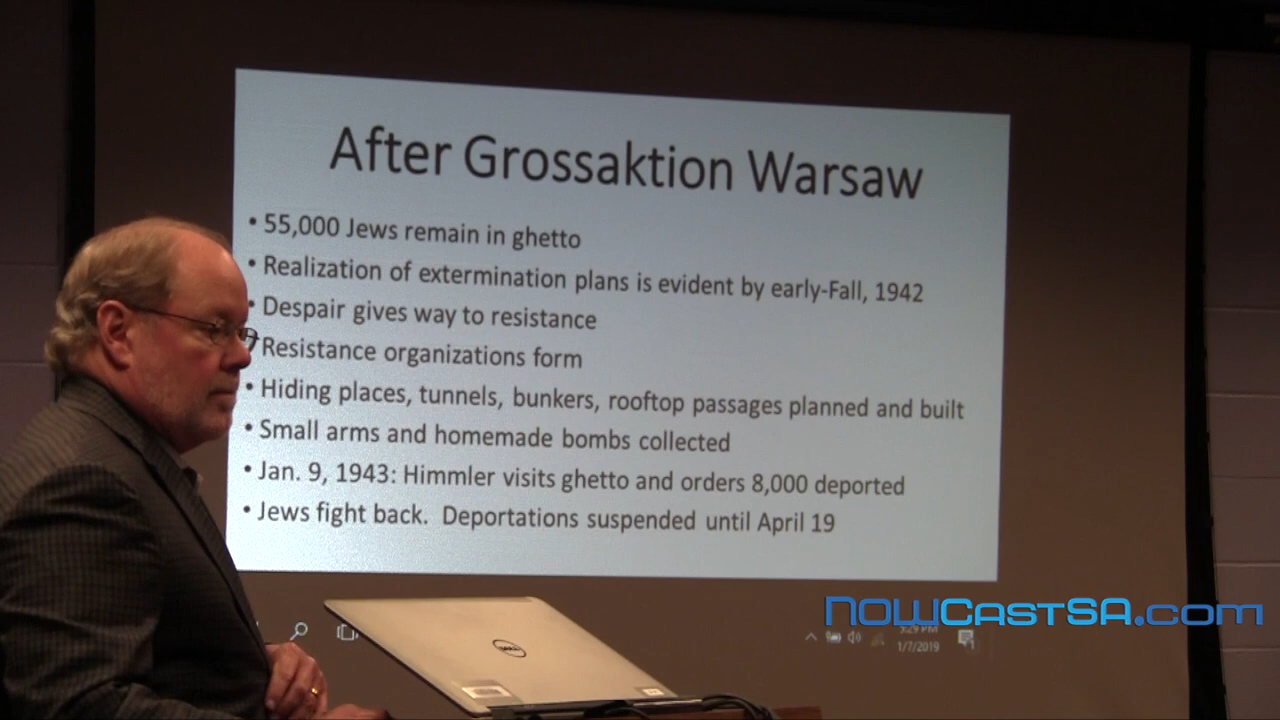 After Grossaktion Warsaw
• 55,000 Jews remain in ghetto
• Realization of extermination plans is evident by early-Fall, 1942
• Despair gives way to resistance
Resistance organizations form
• Hiding places, tunnels, bunkers, rooftop passages planned and built
• Small arms and homemade bombs collected
• Jan. 9, 1943: Himmler visits ghetto and orders 8,000 deported
• Jews fight back. Deportations suspended until April 19
NOWCastSA.com
5:29 PM
1/7/2019
DELL